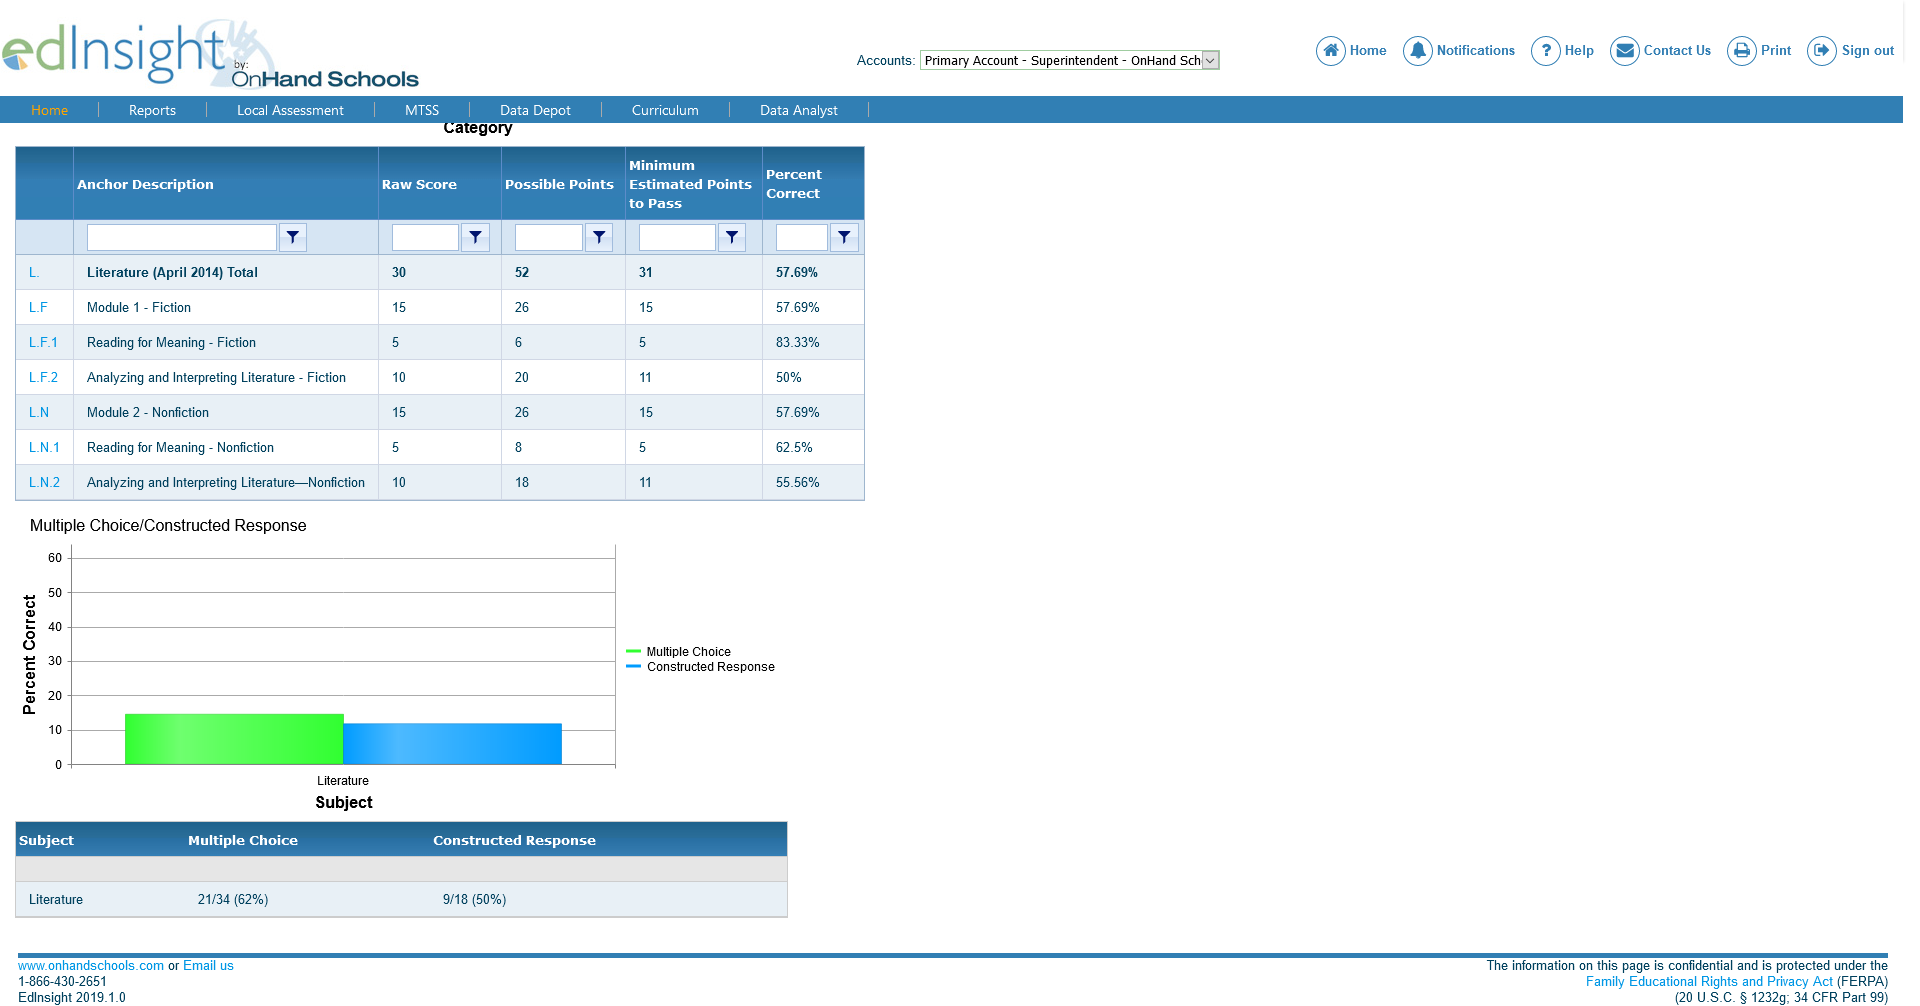 edInsight
by:
OnHand Schools
Accounts: Primary Account - Superintendent - OnHand Sch
Home Notifications ? Help Contact Us Print Sign out
Home Reports Local Assessment MTSS Data Depot Curriculum Data Analyst
Category
Anchor Description Raw Score Possible Points Minimum Estimated Points to Pass Percent Correct
L. Literature (April 2014) Total 30 52 31 57.69%
L.F Module 1 - Fiction 15 26 15 57.69%
L.F.1 Reading for Meaning - Fiction 5 6 5 83.33%
L.F.2 Analyzing and Interpreting Literature - Fiction 10 20 11 50%
L.N Module 2 - Nonfiction 15 26 15 57.69%
L.N.1 Reading for Meaning - Nonfiction 5 8 5 62.5%
L.N.2 Analyzing and Interpreting Literature—Nonfiction 10 18 11 55.56%
Multiple Choice/Constructed Response
60
50
40
30
20
10
0
Percent Correct
Literature
Subject
Multiple Choice
Constructed Response
Subject Multiple Choice Constructed Response
Literature 21/34 (62%) 9/18 (50%)
www.onhandschools.com or Email us
1-866-430-2651
EdInsight 2019.1.0
The information on this page is confidential and is protected under the
Family Educational Rights and Privacy Act (FERPA)
(20 U.S.C. § 1232g; 34 CFR Part 99)